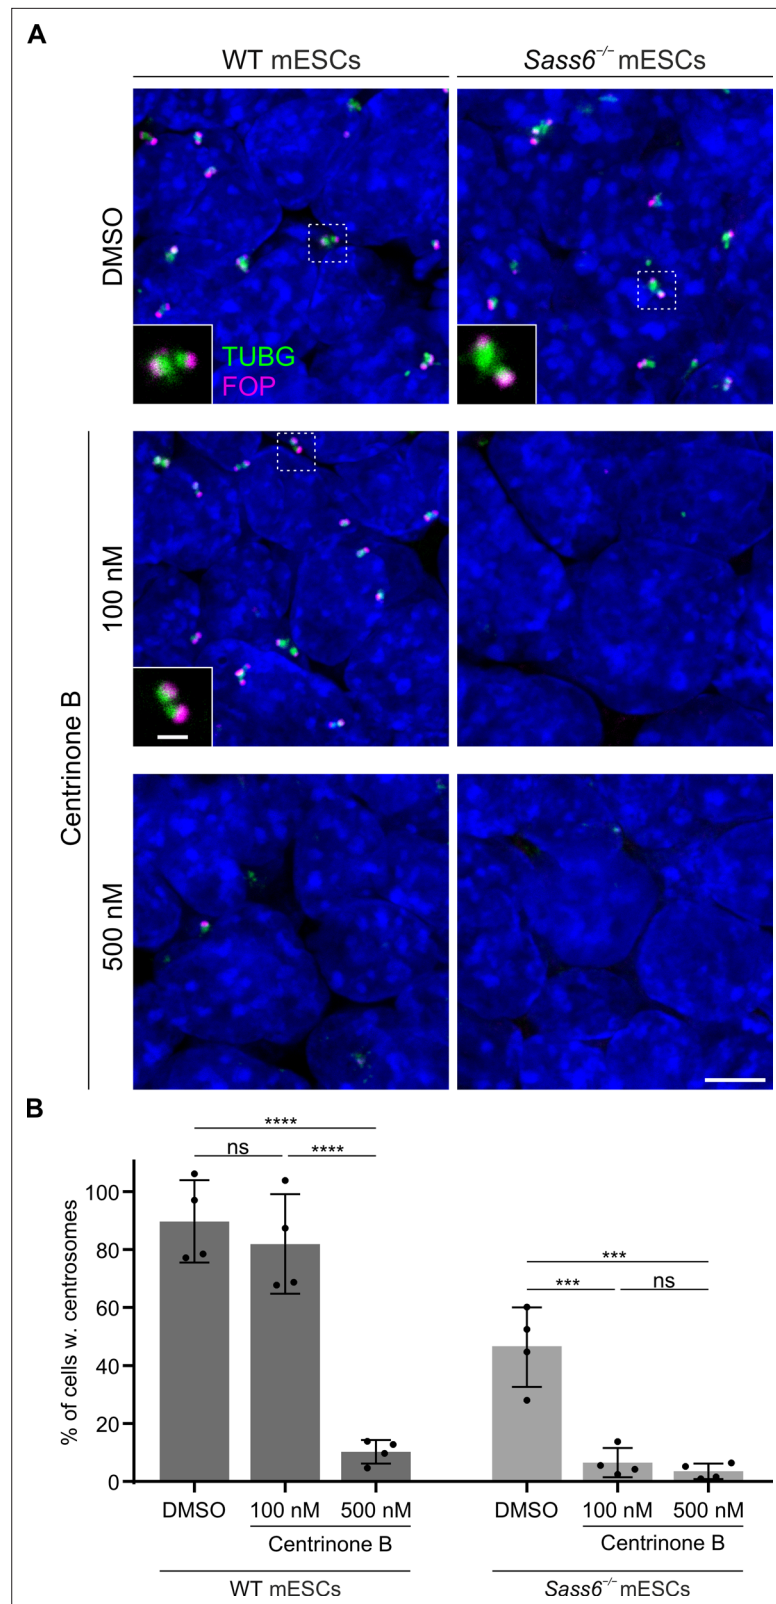 A
WT mESCs
Sass6–/– mESCs
DMSO
TUBG
FOP
Centrinone B
100 nM
500 nM
B
****
ns
****
***
***
ns
% of cells w. centrosomes
100
80
60
40
20
0
DMSO
100 nM
500 nM
DMSO
100 nM
500 nM
Centrinone B
Centrinone B
WT mESCs
Sass6–/– mESCs